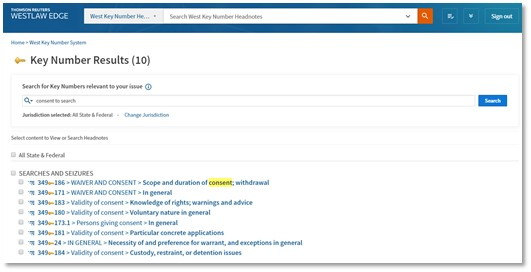 THOMSON REUTERS
WESTLAW EDGE
West Key Number He...
Search West Key Number Headnotes
Sign out
Home > West Key Number System
Key Number Results (10)
Search for Key Numbers relevant to your issue
consent to search
Search
Jurisdiction selected: All State & Federal - Change Jurisdiction
Select content to View or Search Headnotes
All State & Federal
SEARCHES AND SEIZURES
349 186 > WAIVER AND CONSENT > Scope and duration of consent; withdrawal
349 171 > WAIVER AND CONSENT > In general
349 183 > Validity of consent > Knowledge of rights; warnings and advice
349 180 > Validity of consent > Voluntary nature in general
349 173.1 > Persons giving consent > In general
349 181 > Validity of consent > Particular concrete applications
349 24 > IN GENERAL > Necessity of and preference for warrant, and exceptions in general
349 184 > Validity of consent > Custody, restraint, or detention issues